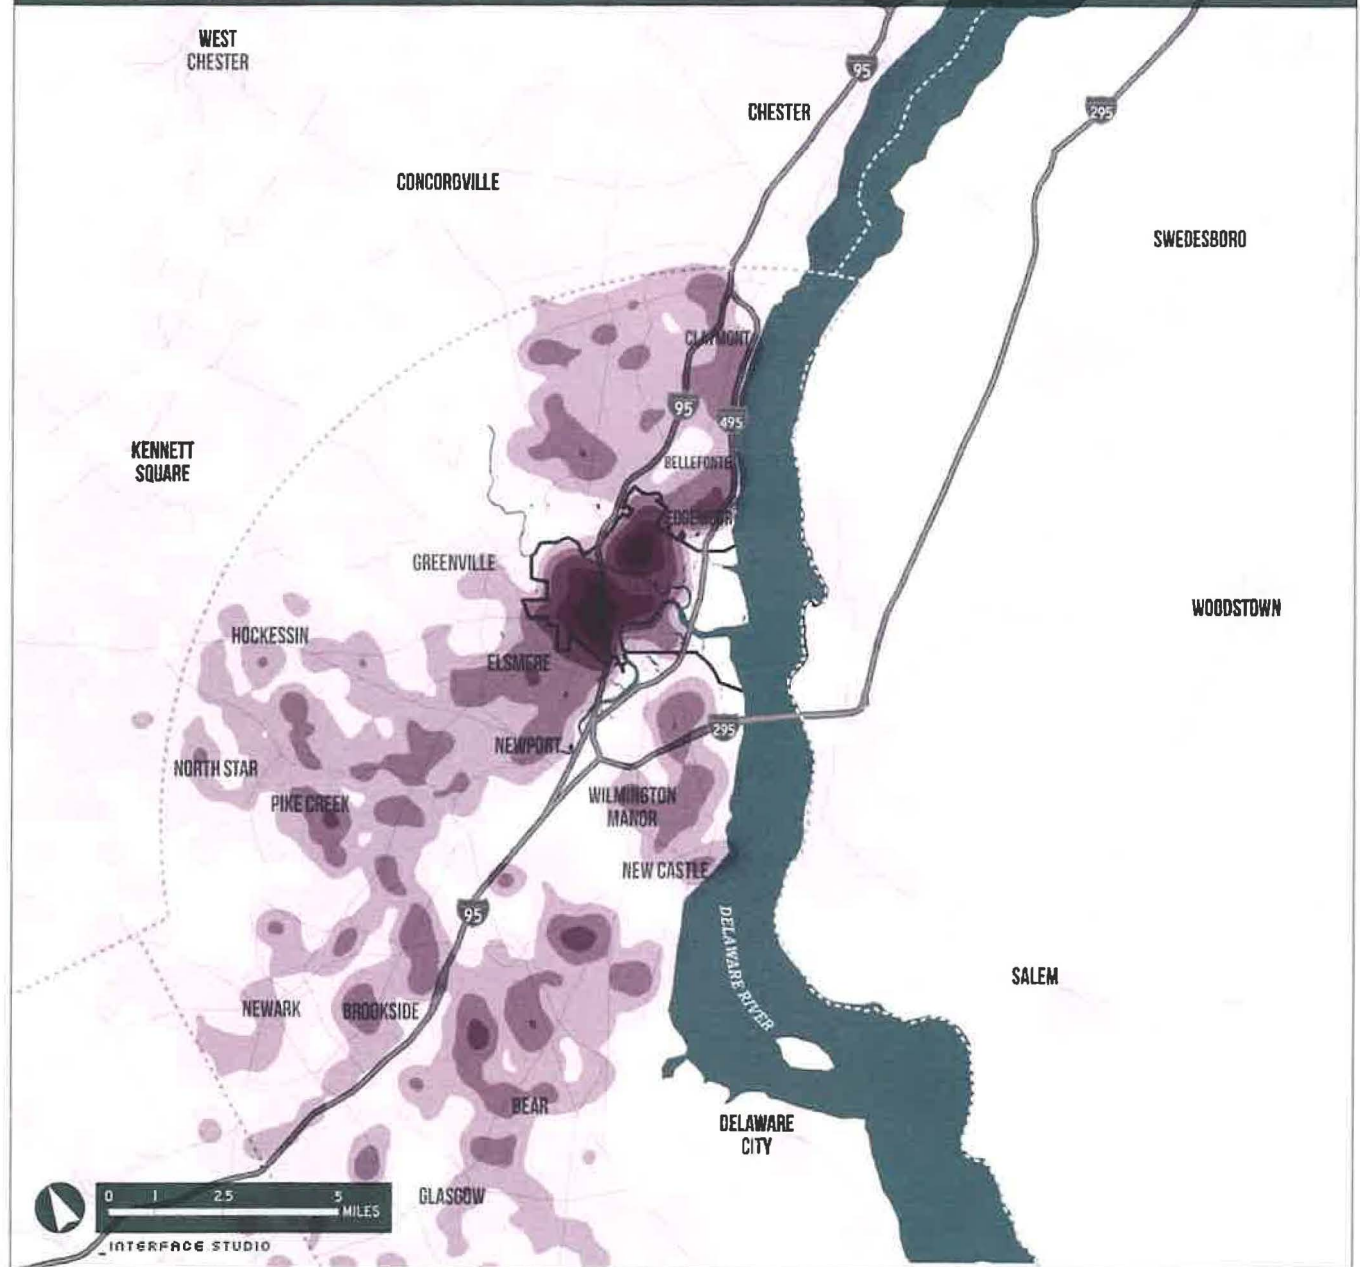 WEST
CHESTER
95
CHESTER
295
CONCORDVILLE
SWEDESBORO
CLAYMONT
95
495
KENNETT
SQUARE
BELLEFONTE
EDGEMOOR
GREENVILLE
WOODSTOWN
HOCKESSIN
ELSMERE
295
NEWPORT
NORTH STAR
PIKE CREEK
WILMINGTON
MANOR
NEW CASTLE
95
DELAWARE RIVER
SALEM
NEWARK
BROOKSIDE
BEAR
DELAWARE
CITY
GLASGOW
0 1 2.5 5
MILES
INTERFACE STUDIO